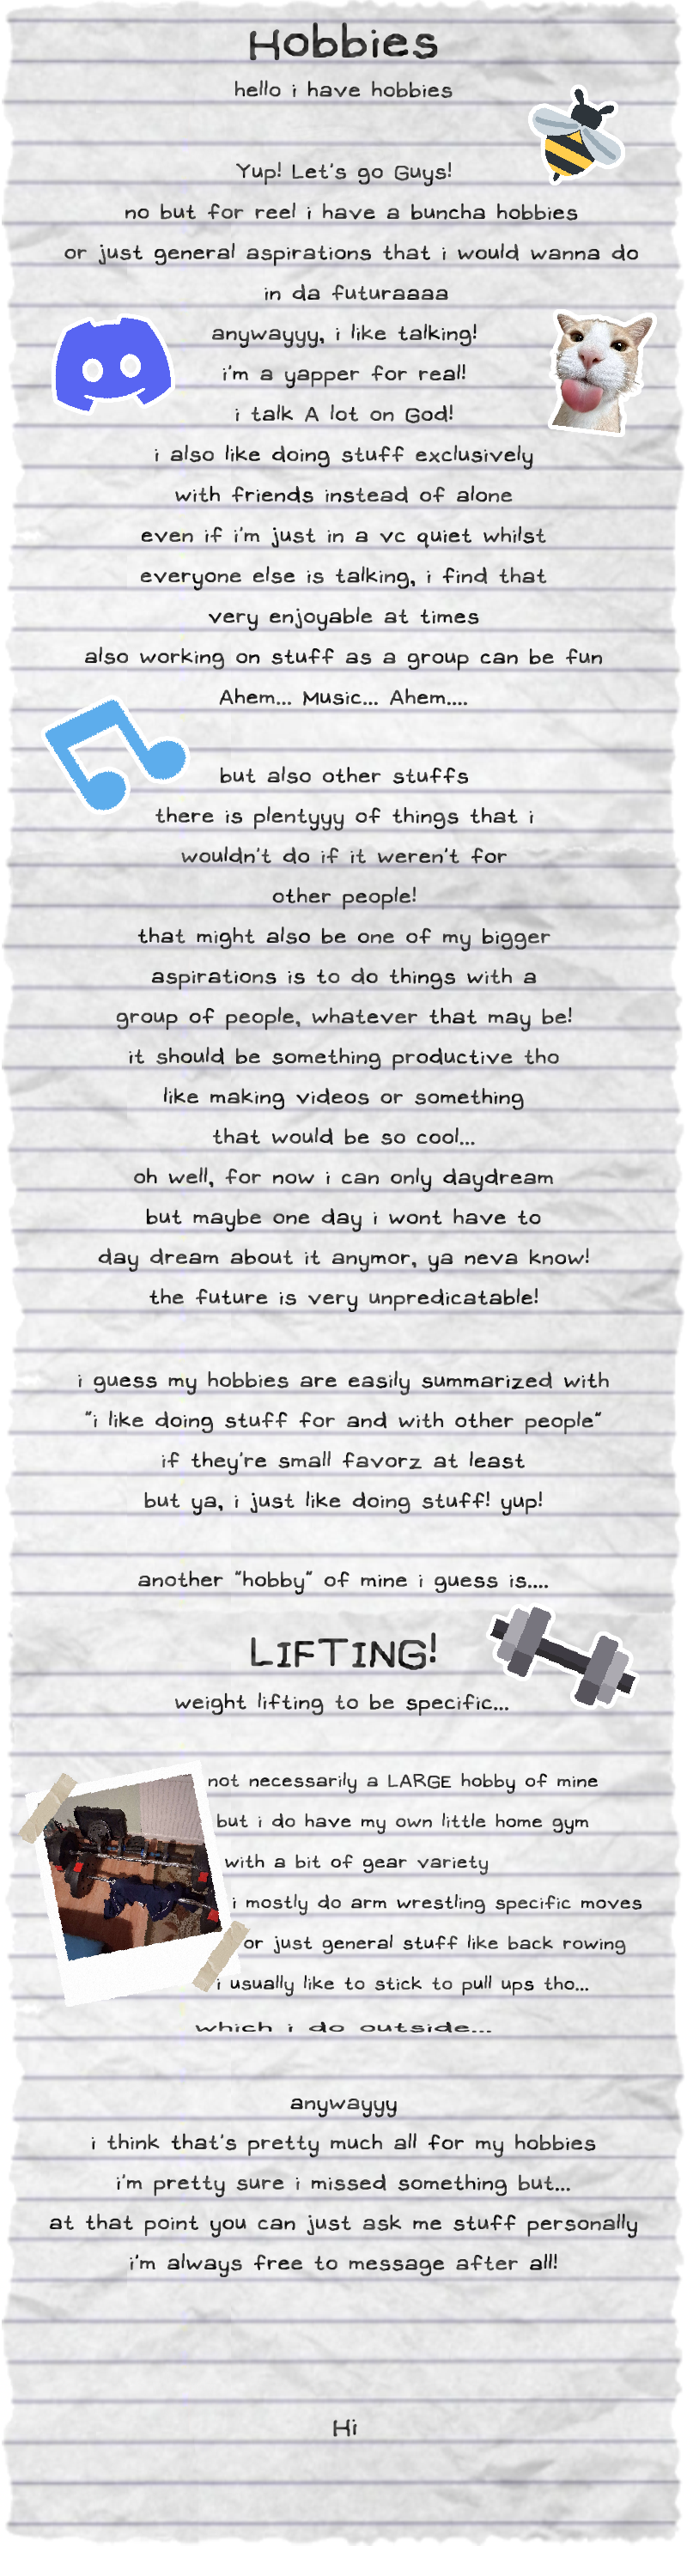 Hobbies
hello i have hobbies
Yup! Let's go Guys!
no but for reel i have a buncha hobbies
or just general aspirations that i would wanna do
in da futuraaaa
anywayyy, i like talking!
i'm a yapper for real!
i talk A lot on God!
i also like doing stuff exclusively
with friends instead of alone
even if i'm just in a vc quiet whilst
everyone else is talking, i find that
very enjoyable at times
also working on stuff as a group can be fun
Ahem... Music... Ahem....
but also other stuffs
there is plentyyy of things that i
wouldn't do if it weren't for
other people!
that might also be one of my bigger
aspirations is to do things with a
group of people, whatever that may be!
it should be something productive tho
like making videos or something
that would be so cool...
oh well, for now i can only daydream
but maybe one day i wont have to
day dream about it anymor, ya neva know!
the future is very unpredicatable!
i guess my hobbies are easily summarized with
"i like doing stuff for and with other people"
if they're small favorz at least
but ya, i just like doing stuff! yup!
another "hobby" of mine i guess is....
LIFTING!
weight lifting to be specific...
not necessarily a LARGE hobby of mine
but i do have my own little home gym
with a bit of gear variety
i mostly do arm wrestling specific moves
or just general stuff like back rowing
i usually like to stick to pull ups tho...
which i do outside...
anywayyy
i think that's pretty much all for my hobbies
i'm pretty sure i missed something but...
at that point you can just ask me stuff personally
i'm always free to message after all!
Hi